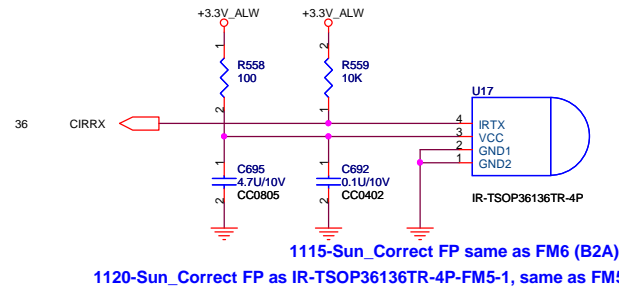 +3.3V_ALW +3.3V_ALW
1 2
R558 R559
100 10K
U17
2 1
36 CIRRX 4 IRTX
3 VCC
2 GND1
1 GND2
1 C695 1 C692
4.7U/10V 0.1U/10V
2 CC0805 2 CC0402
IR-TSOP36136TR-4P
1115-Sun_Correct FP same as FM6 (B2A)
1120-Sun_Correct FP as IR-TSOP36136TR-4P-FM5-1, same as FM5